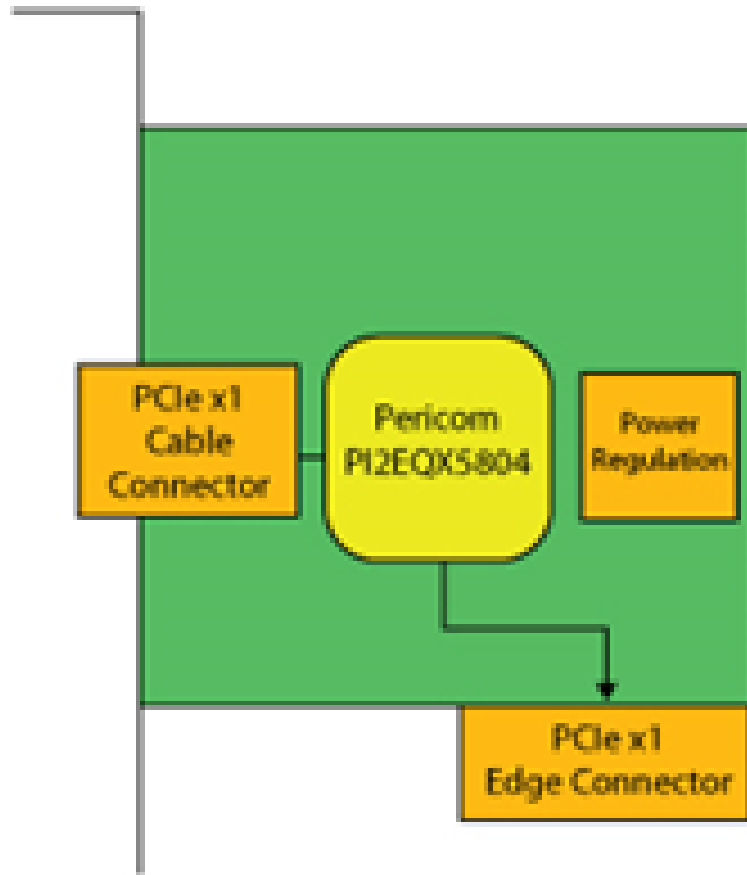 PCIe x1
Cable
Connector
Pericom
PI2EQX5804
Power
Regulation
PCIe x1
Edge Connector